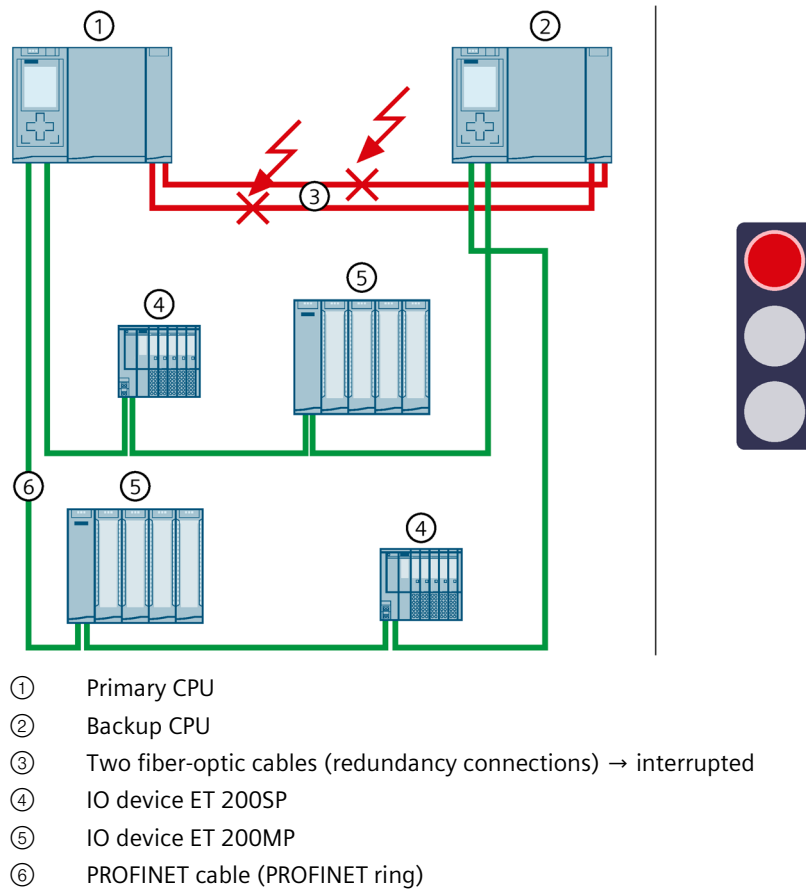 ① ②
③
⑤
④
⑥ ⑤
④
① Primary CPU
② Backup CPU
③ Two fiber-optic cables (redundancy connections) → interrupted
④ IO device ET 200SP
⑤ IO device ET 200MP
⑥ PROFINET cable (PROFINET ring)